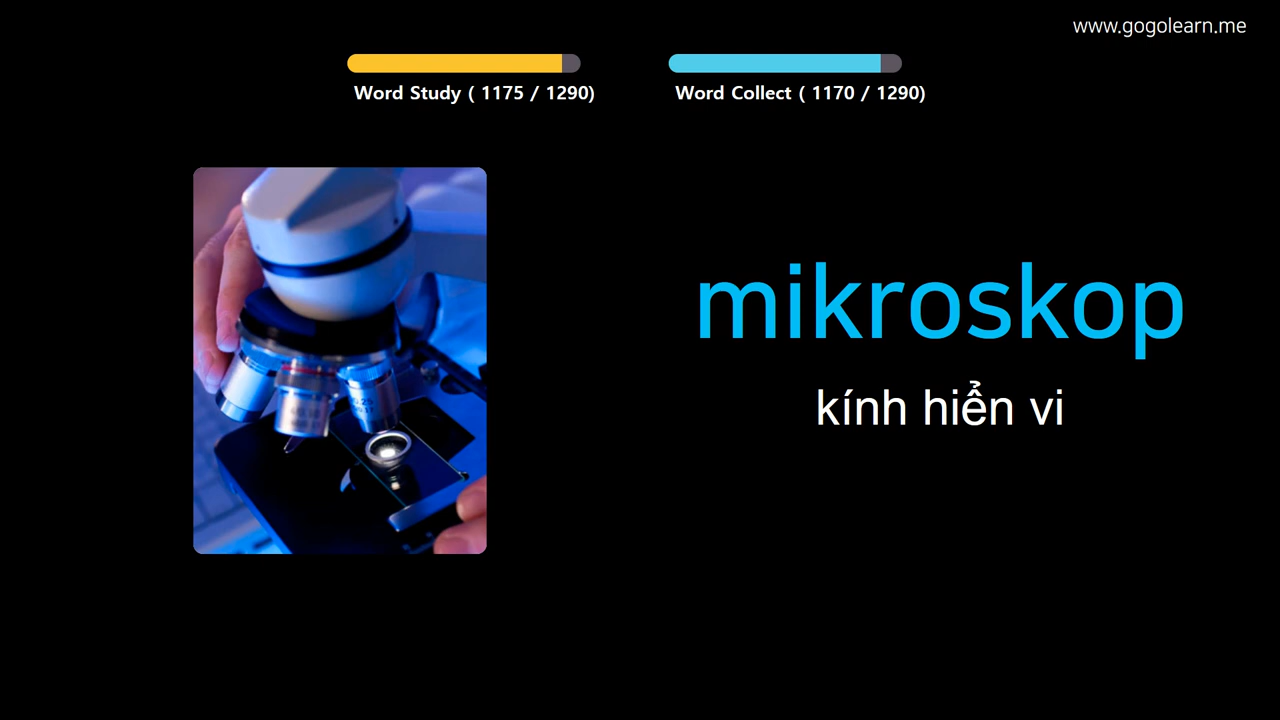 www.gogolearn.me
Word Study ( 1175 / 1290)
Word Collect ( 1170 / 1290)
mikroskop
kính hiển vi